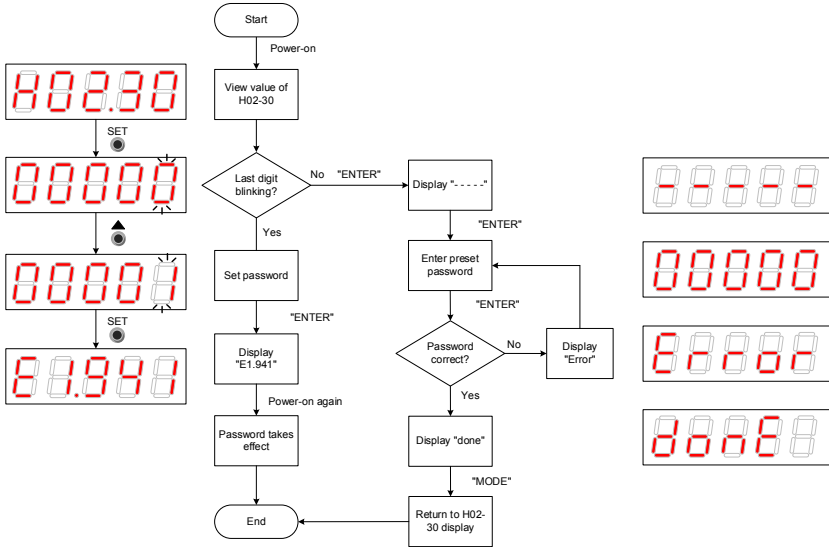 Start
Power-on
View value of
H02-30
H02.30
SET
00000
00001
SET
E1.941
Last digit
blinking?
No
"ENTER"
Yes
Set password
"ENTER"
Display
"E1.941"
Power-on again
Password takes
effect
End
Display "-----"
"ENTER"
Enter preset
password
"ENTER"
Password
correct?
No
Display
"Error"
Yes
Display "done"
"MODE"
Return to H02-
30 display
-----
00000
Error
donE